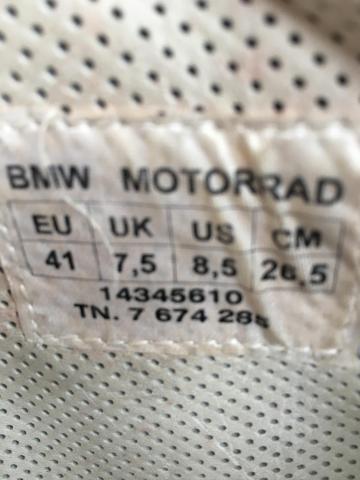 BMW MOTORRAD
EU UK US CM
41 7,5 8,5 26,5
14345610
TN. 7 674 285